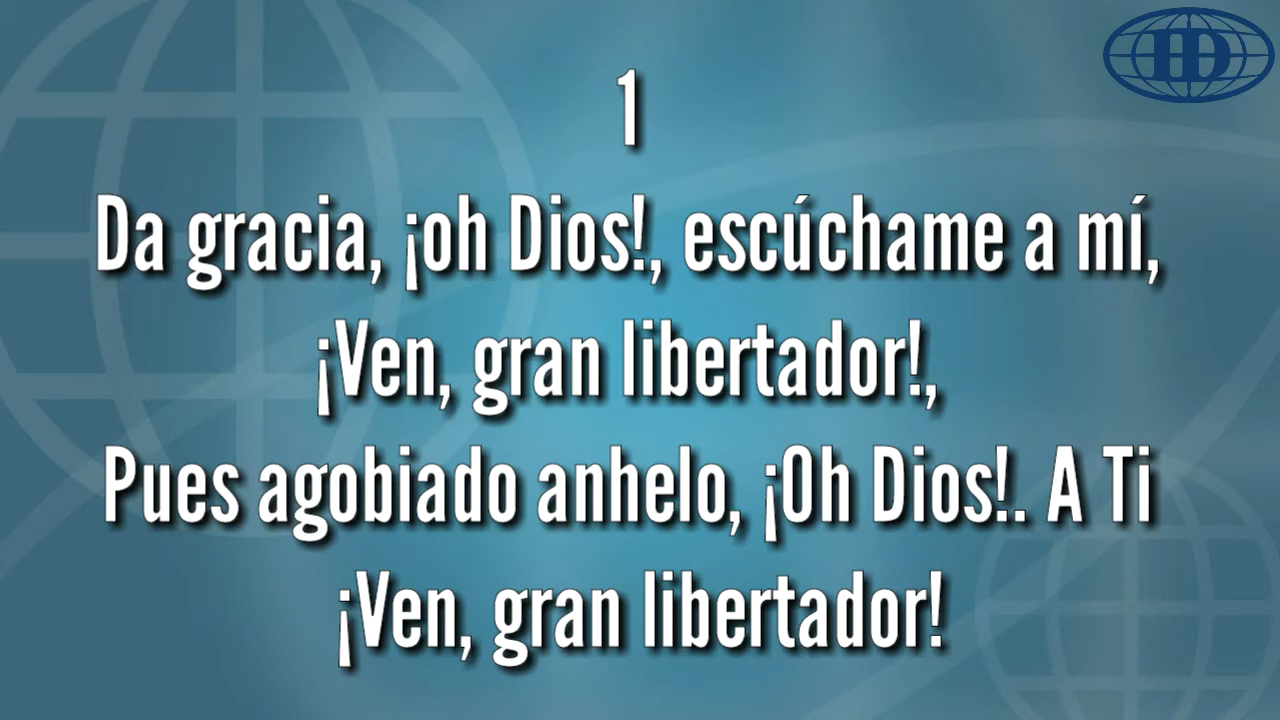 1
Da gracia, ¡oh Dios!, escúchame a mí,
¡Ven, gran libertador!,
Pues agobiado anhelo, ¡Oh Dios!. A Ti
¡Ven, gran libertador!
ID